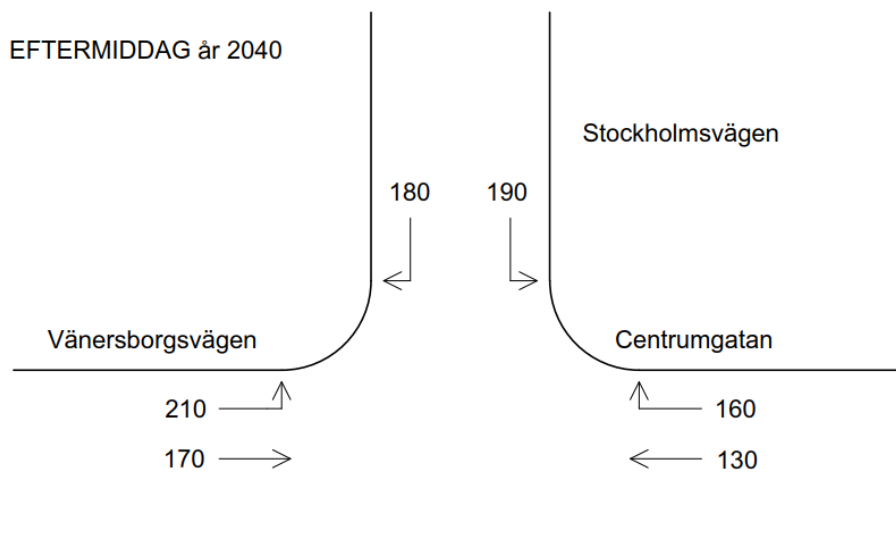 EFTERMIDDAG år 2040
Stockholmsvägen
180
190
Vänersborgsvägen
Centrumgatan
210
160
170
130